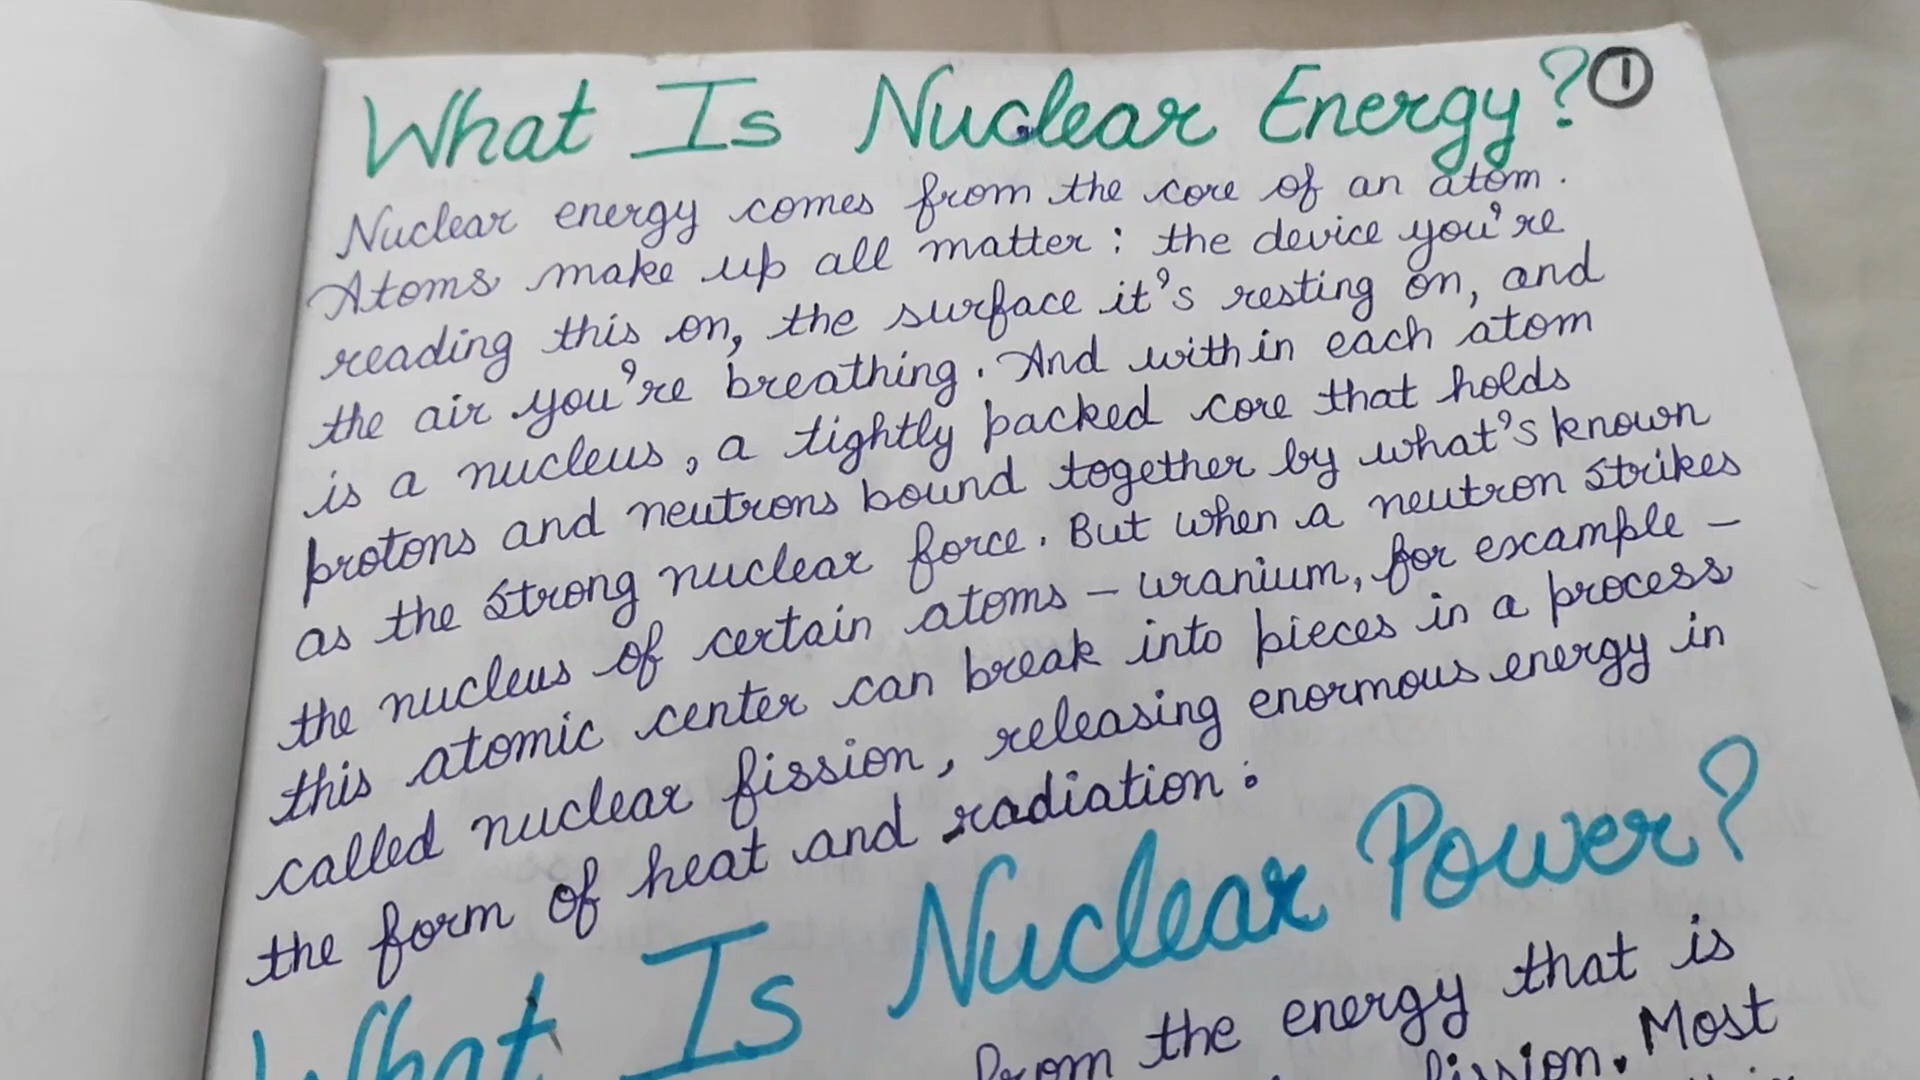 What Is Nuclear Energy? 1
Nuclear energy comes from the core of an atom.
Atoms make up all matter : the device you're
reading this on, the surface it's resting on, and
the air you're breathing. And within each atom
is a nucleus, a tightly packed core that holds
protons and neutrons bound together by what's known
as the strong nuclear force. But when a neutron strikes
the nucleus of certain atoms – uranium, for example –
this atomic center can break into pieces in a process
called nuclear fission, releasing enormous energy in
the form of heat and radiation.
What Is Nuclear Power?
from the energy that is
fission. Most